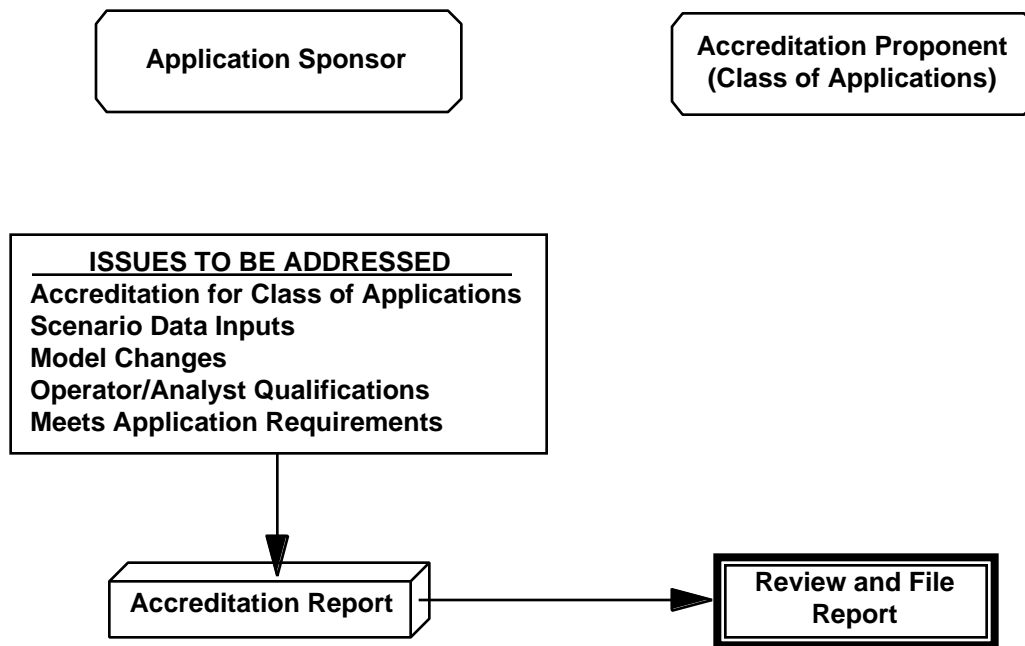 Application Sponsor
Accreditation Proponent
(Class of Applications)
ISSUES TO BE ADDRESSED
Accreditation for Class of Applications
Scenario Data Inputs
Model Changes
Operator/Analyst Qualifications
Meets Application Requirements
Accreditation Report
Review and File
Report